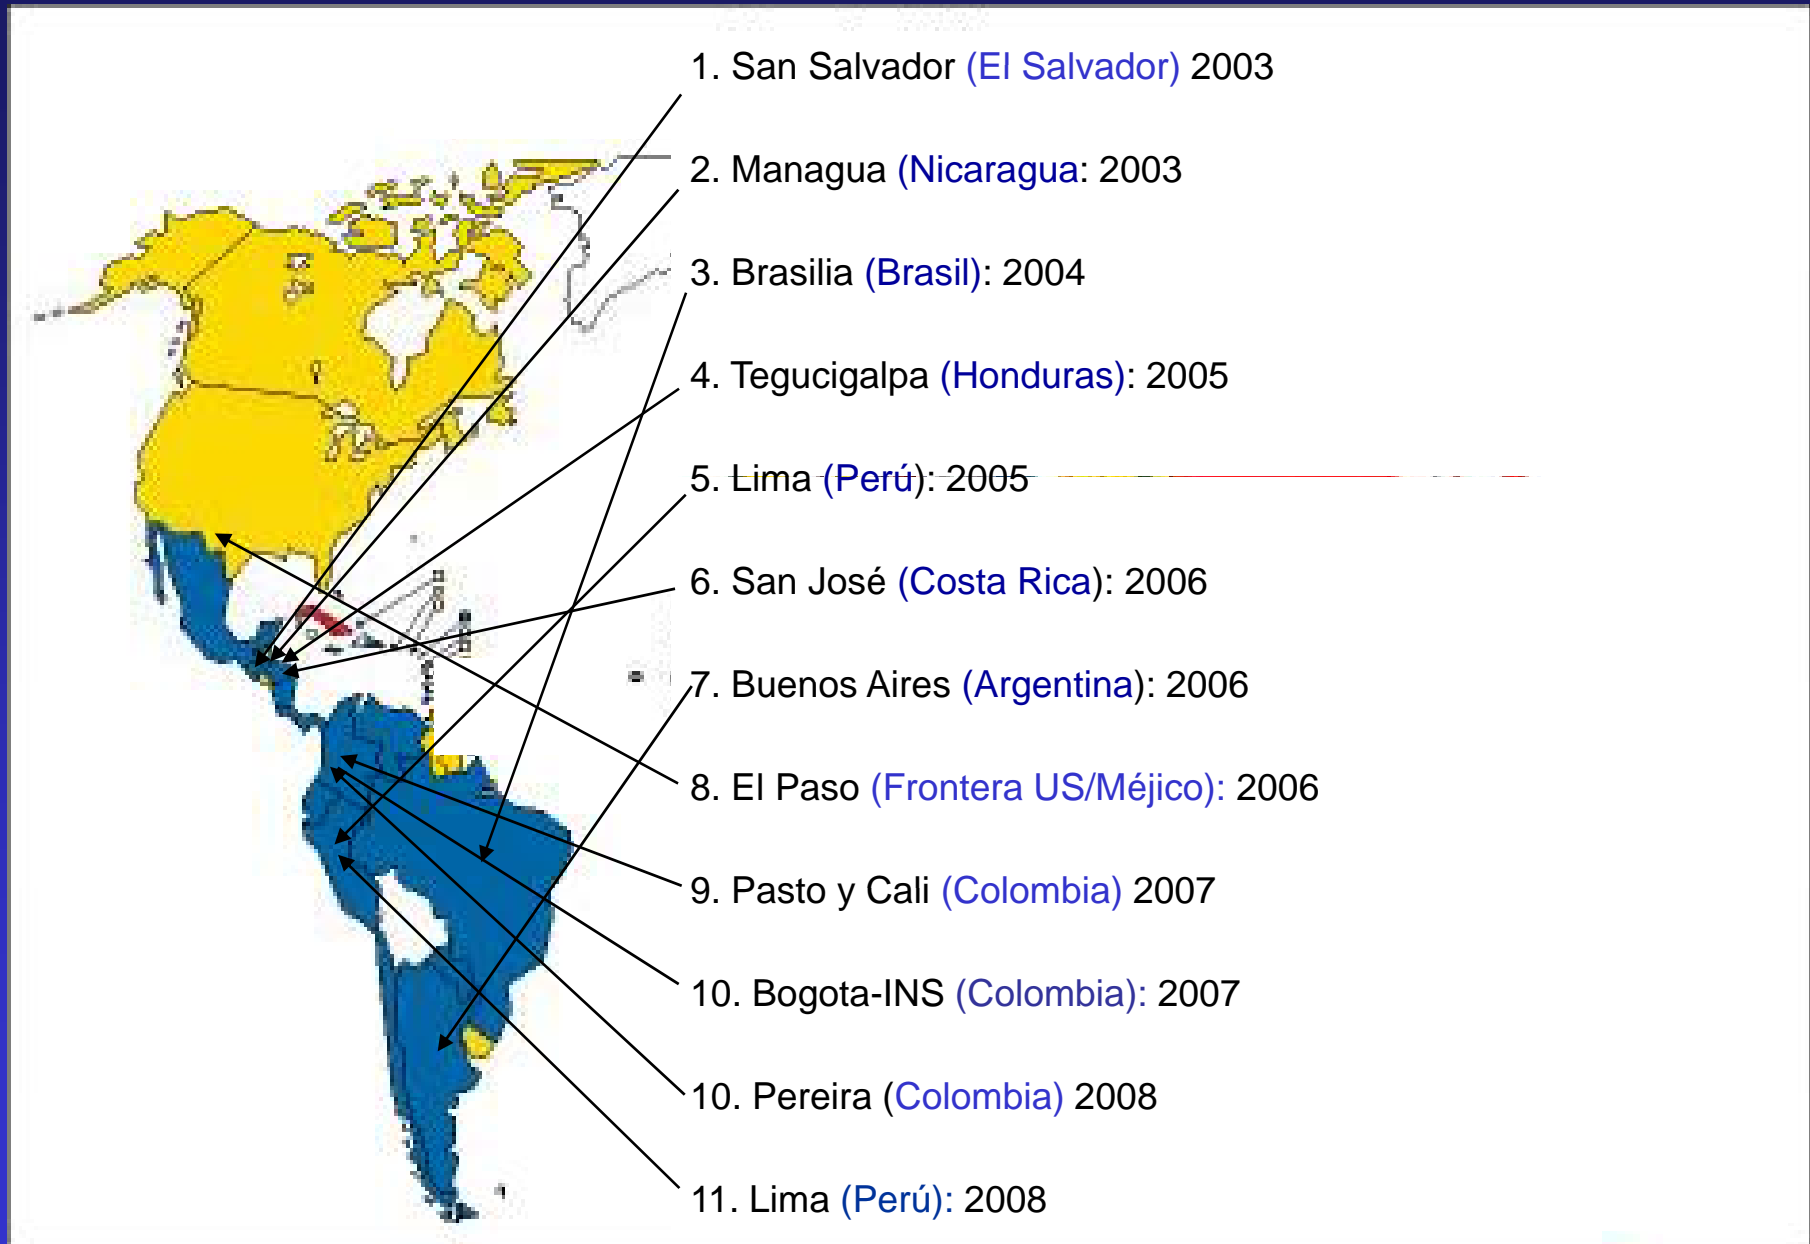 1. San Salvador (El Salvador) 2003
2. Managua (Nicaragua: 2003
3. Brasilia (Brasil): 2004
4. Tegucigalpa (Honduras): 2005
5. Lima (Perú): 2005
6. San José (Costa Rica): 2006
7. Buenos Aires (Argentina): 2006
8. El Paso (Frontera US/Méjico): 2006
9. Pasto y Cali (Colombia) 2007
10. Bogota-INS (Colombia): 2007
10. Pereira (Colombia) 2008
11. Lima (Perú): 2008